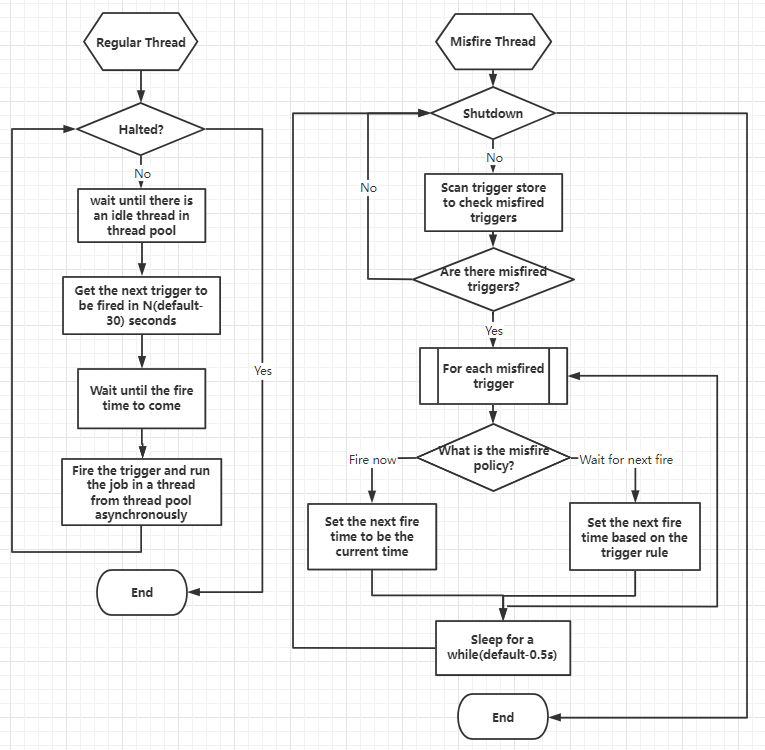 Regular Thread
Halted?
No
wait until there is
an idle thread in
thread pool
Get the next trigger to
be fired in N(default-
30) seconds
Wait until the fire
time to come
Fire the trigger and run
the job in a thread
from thread pool
asynchronously
Yes
End
Misfire Thread
Shutdown
No
Scan trigger store
to check misfired
triggers
No
Are there misfired
triggers?
Yes
For each misfired
trigger
What is the misfire
policy?
Fire now
Wait for next fire
Set the next fire
time to be the
current time
Set the next fire
time based on the
trigger rule
Sleep for a
while(default-0.5s)
End